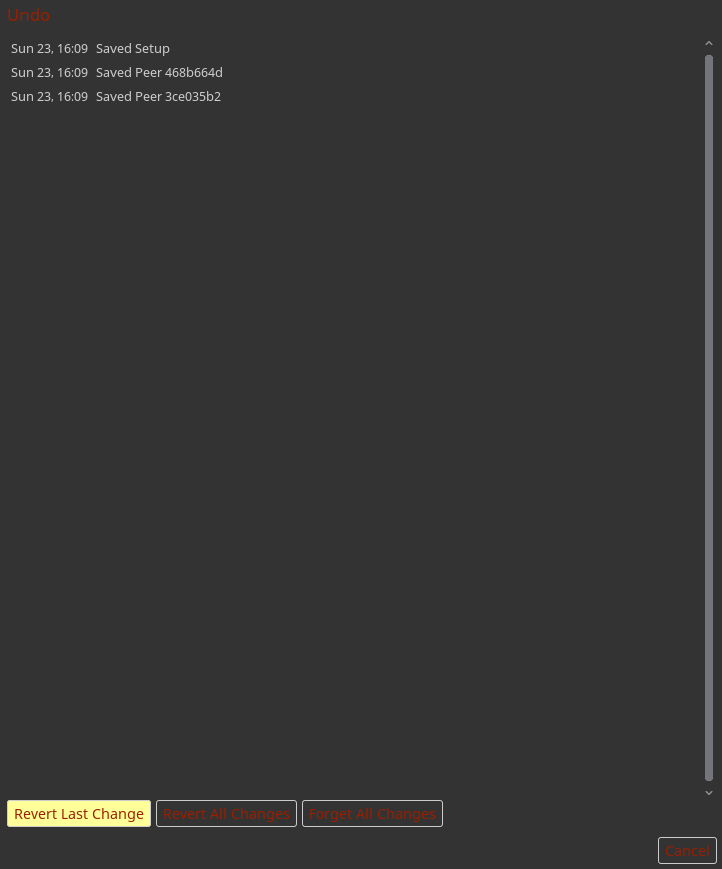 Undo
Sun 23, 16:09 Saved Setup
Sun 23, 16:09 Saved Peer 468b664d
Sun 23, 16:09 Saved Peer 3ce035b2
Revert Last Change Revert All Changes Forget All Changes
Cancel